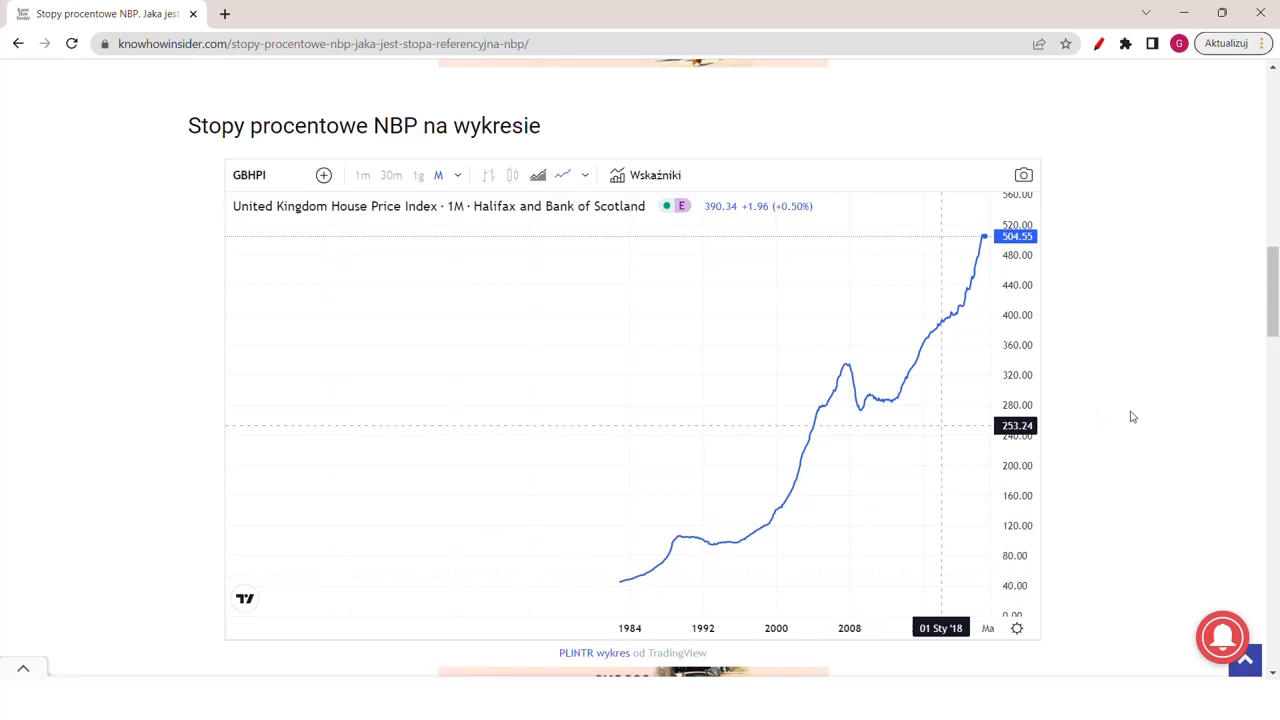 Stopy procentowe NBP. Jaka jest
knowhowinsider.com/stopy-procentowe-nbp-jaka-jest-stopa-referencyjna-nbp/
G
Aktualizuj
Stopy procentowe NBP na wykresie
GBHPI
1m 30m 1g M
Wskaźniki
United Kingdom House Price Index · 1M · Halifax and Bank of Scotland
E
390.34 +1.96 (+0.50%)
560.00
520.00
504.55
480.00
440.00
400.00
360.00
320.00
280.00
253.24
240.00
200.00
160.00
120.00
80.00
40.00
0.00
1984 1992 2000 2008 01 Sty '18 Ma
PLINTR wykres od TradingView